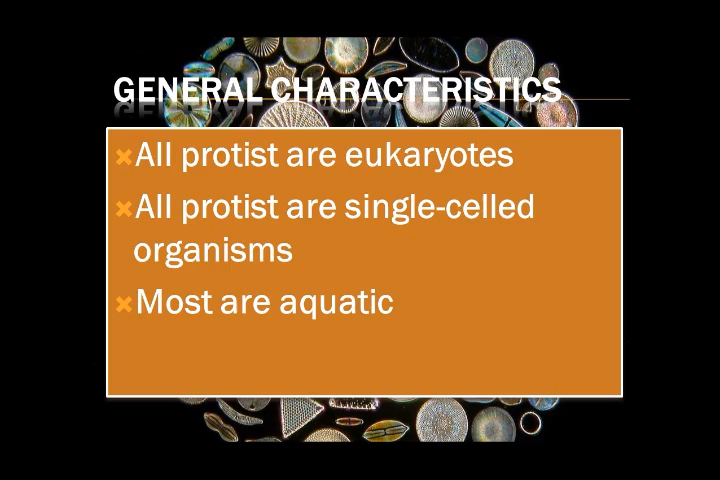 GENERAL CHARACTERISTICS
All protist are eukaryotes
All protist are single-celled
organisms
Most are aquatic